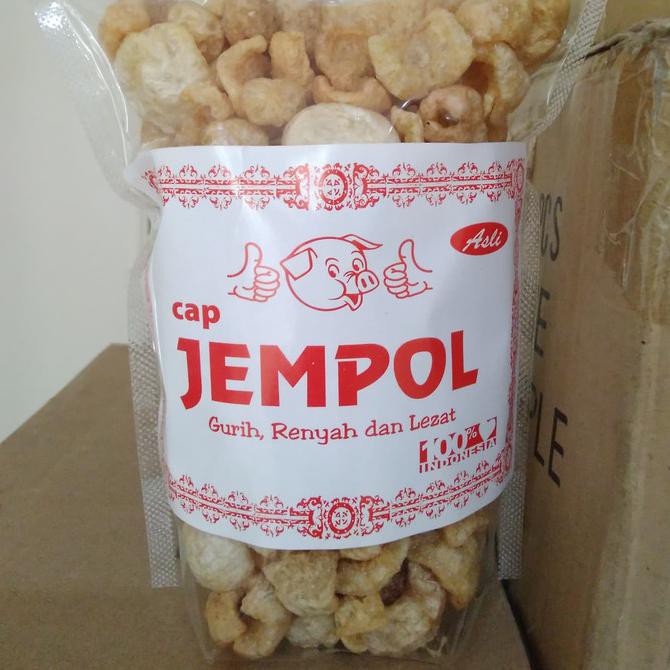 Asli
cap
JEMPOL
Gurih, Renyah dan Lezat
100%
INDONESIA